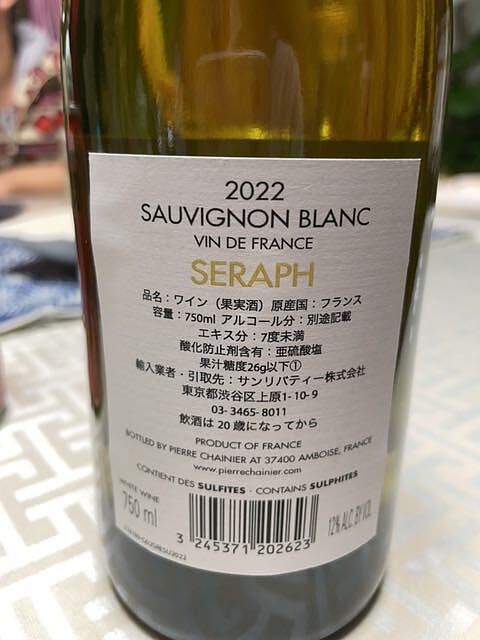 2022
SAUVIGNON BLANC
VIN DE FRANCE
SERAPH
品名：ワイン（果実酒）原産国：フランス
容量：750ml アルコール分：別途記載
エキス分：7度未満
酸化防止剤含有：亜硫酸塩
果汁糖度26g以下①
輸入業者・引取先：サンリバティー株式会社
東京都渋谷区上原1-10-9
03-3465-8011
飲酒は20歳になってから
PRODUCT OF FRANCE
BOTTLED BY PIERRE CHAINIER AT 37400 AMBOISE, FRANCE
www.pierrechainier.com
CONTIENT DES SULFITES - CONTAINS SULPHITES
WHITE WINE
750 ml
12% ALC. BY VOL
3 245371 202623